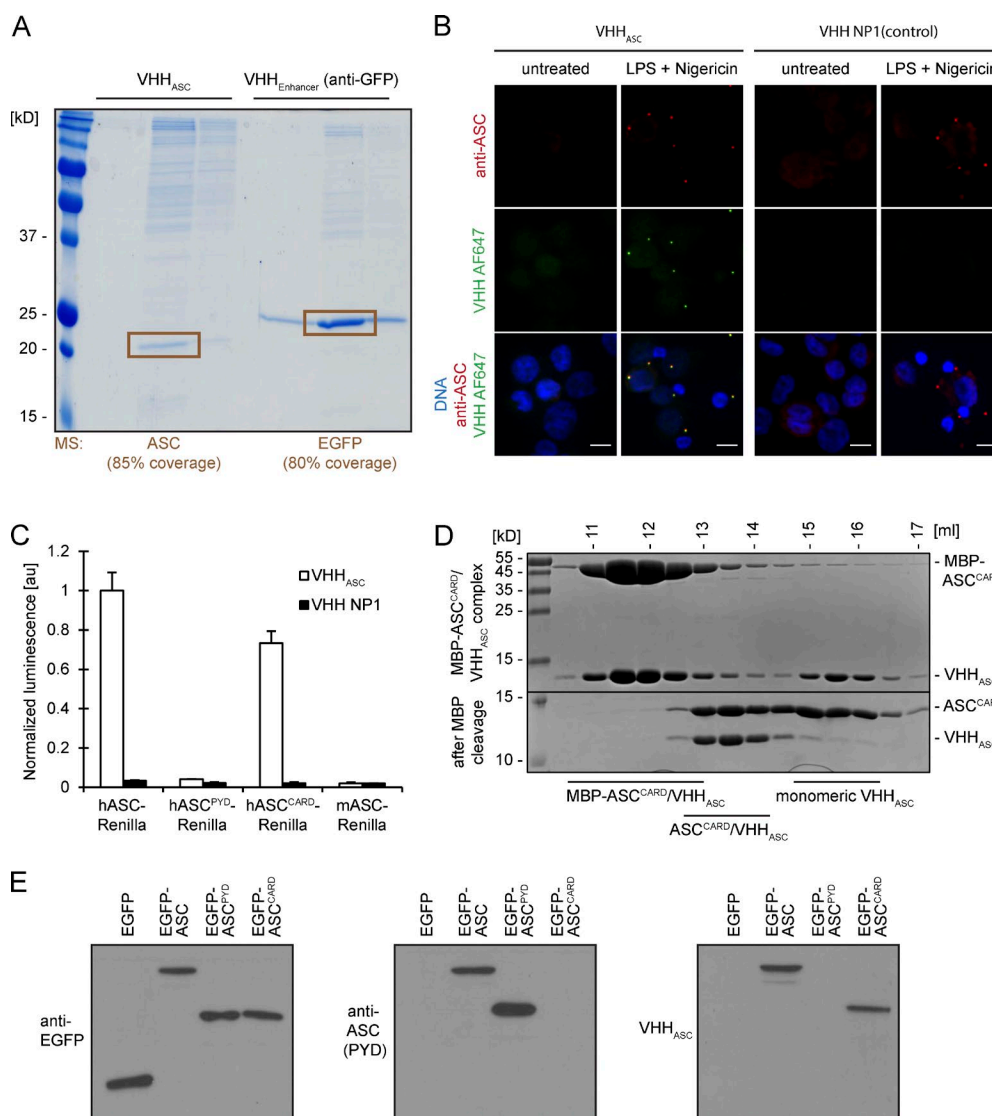 A
VHHASC VHHEnhancer (anti-GFP)
[kD]
37 -
25 -
20 -
15 -
MS: ASC EGFP
(85% coverage) (80% coverage)
B
VHHASC VHH NP1(control)
untreated LPS + Nigericin untreated LPS + Nigericin
anti-ASC
VHH AF647
DNA
anti-ASC
VHH AF647
C
Normalized luminescence [au]
1.2
1
0.8
0.6
0.4
0.2
0
VHHASC
VHH NP1
hASC- hASCPYD- hASCCARD- mASC-
Renilla Renilla Renilla Renilla
D
[kD] - 11 - 12 - 13 - 14 - 15 - 16 - 17 [ml]
55 -
45 -
35 -
25 -
15 -
15 -
10 -
MBP-ASCCARD/
VHHASC complex
after MBP
cleavage
- MBP-
ASCCARD
- VHHASC
- ASCCARD
- VHHASC
MBP-ASCCARD/VHHASC monomeric VHHASC
ASCCARD/VHHASC
E
EGFP
EGFP-
ASC
EGFP-
ASCPYD
EGFP-
ASCCARD
anti-
EGFP
EGFP
EGFP-
ASC
EGFP-
ASCPYD
EGFP-
ASCCARD
anti-
ASC
(PYD)
EGFP
EGFP-
ASC
EGFP-
ASCPYD
EGFP-
ASCCARD
VHHASC